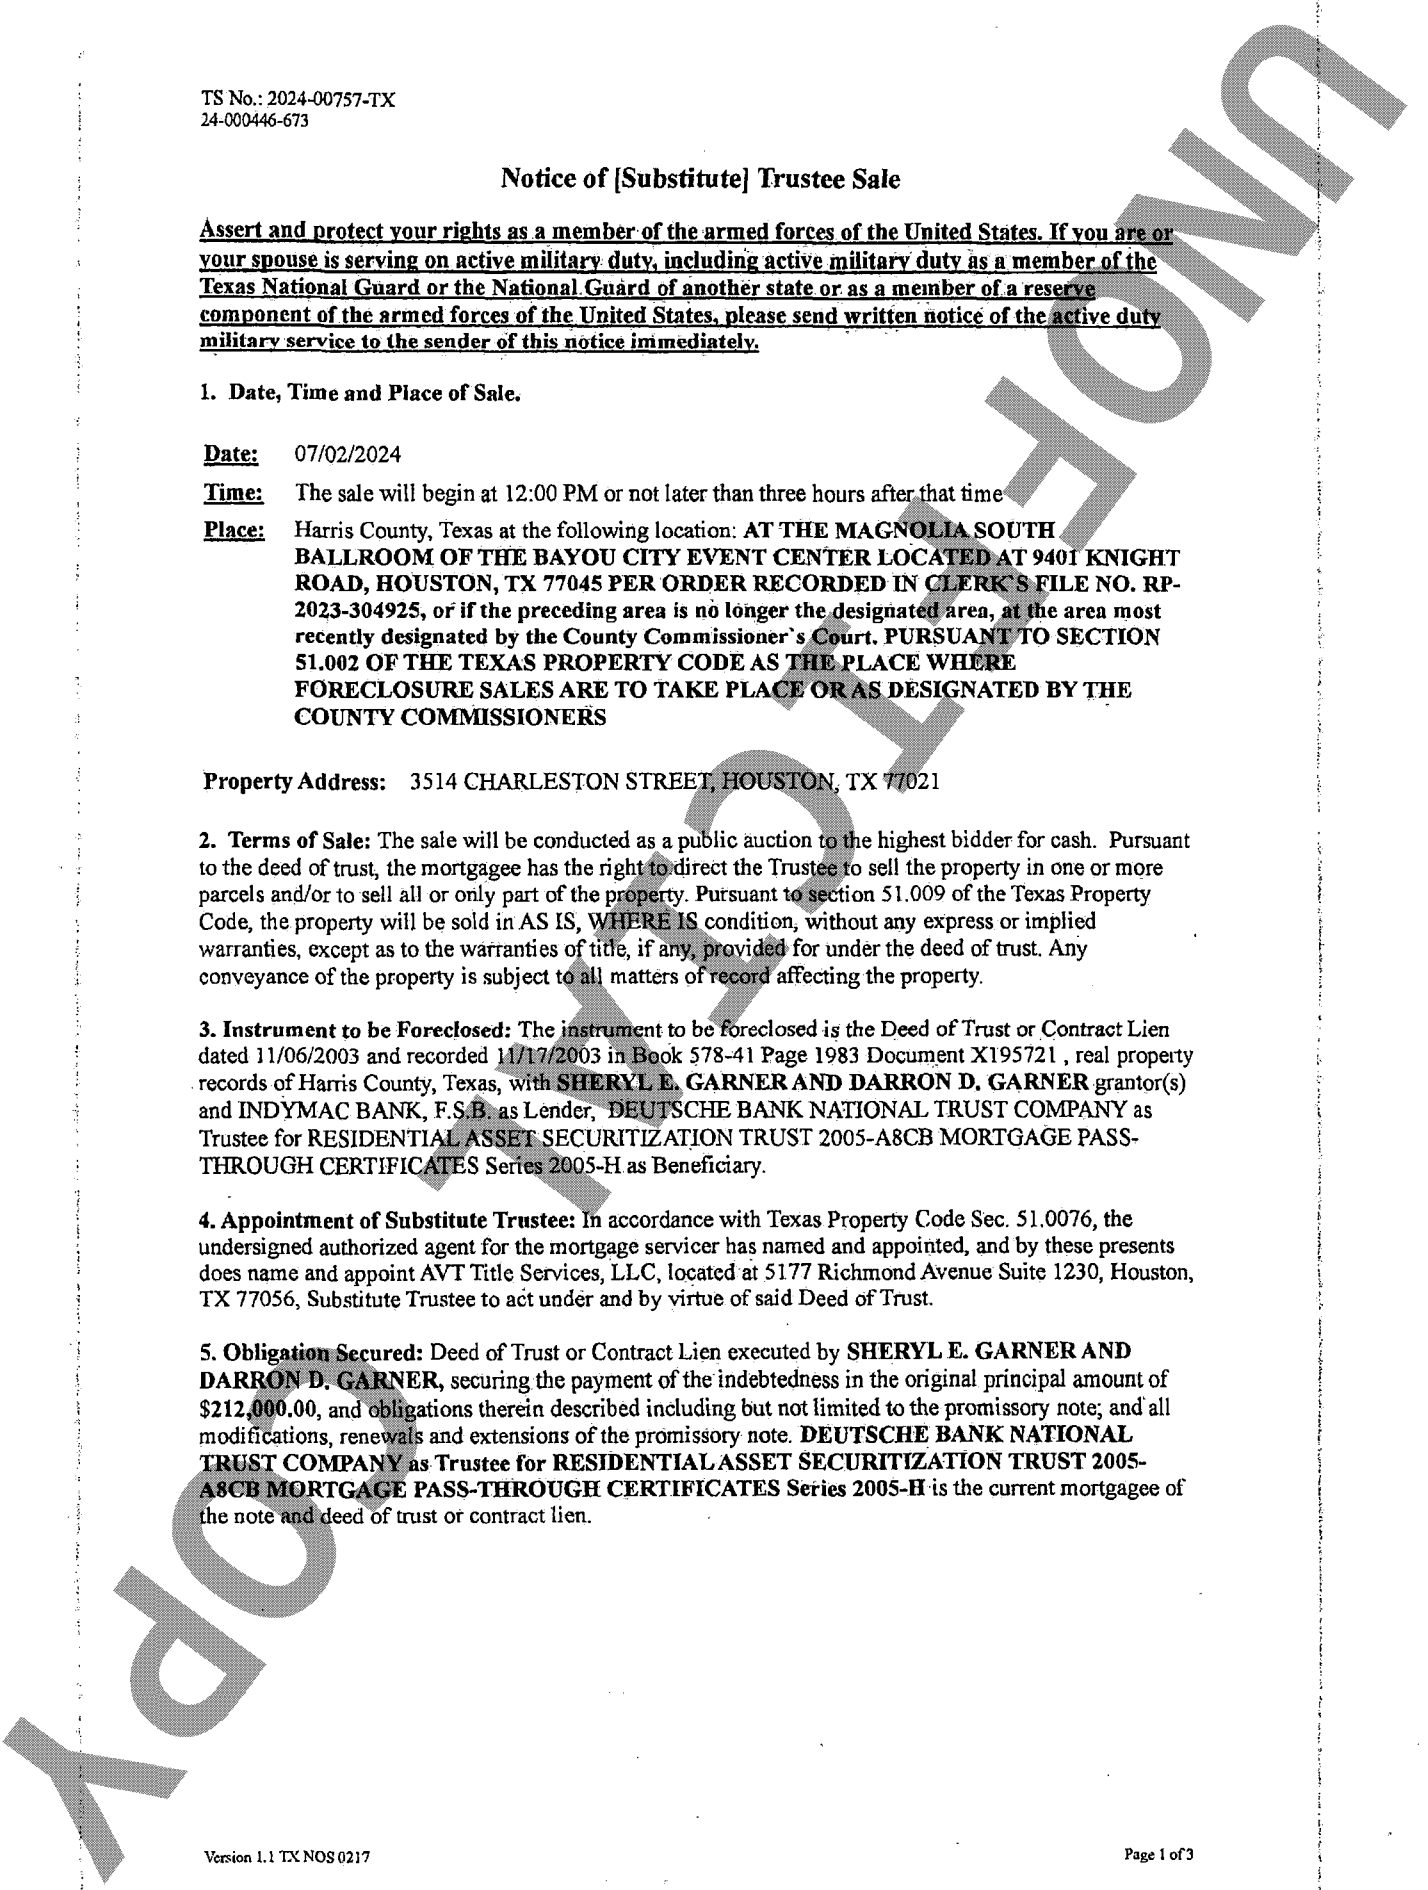 TS No.: 2024-00757-TX
24-000446-673
Notice of [Substitute] Trustee Sale
Assert and protect your rights as a member of the armed forces of the United States. If you are or
your spouse is serving on active military duty, including active military duty as a member of the
Texas National Guard or the National Guard of another state or as a member of a reserve
component of the armed forces of the United States, please send written notice of the active duty
military service to the sender of this notice immediately.
1. Date, Time and Place of Sale.
Date: 07/02/2024
Time: The sale will begin at 12:00 PM or not later than three hours after that time
Place: Harris County, Texas at the following location: AT THE MAGNOLIA SOUTH
BALLROOM OF THE BAYOU CITY EVENT CENTER LOCATED AT 9401 KNIGHT
ROAD, HOUSTON, TX 77045 PER ORDER RECORDED IN CLERK'S FILE NO. RP-
2023-304925, or if the preceding area is no longer the designated area, at the area most
recently designated by the County Commissioner's Court. PURSUANT TO SECTION
51.002 OF THE TEXAS PROPERTY CODE AS THE PLACE WHERE
FORECLOSURE SALES ARE TO TAKE PLACE OR AS DESIGNATED BY THE
COUNTY COMMISSIONERS
Property Address: 3514 CHARLESTON STREET, HOUSTON, TX 77021
2. Terms of Sale: The sale will be conducted as a public auction to the highest bidder for cash. Pursuant
to the deed of trust, the mortgagee has the right to direct the Trustee to sell the property in one or more
parcels and/or to sell all or only part of the property. Pursuant to section 51.009 of the Texas Property
Code, the property will be sold in AS IS, WHERE IS condition, without any express or implied
warranties, except as to the warranties of title, if any, provided for under the deed of trust. Any
conveyance of the property is subject to all matters of record affecting the property.
3. Instrument to be Foreclosed: The instrument to be foreclosed is the Deed of Trust or Contract Lien
dated 11/06/2003 and recorded 11/17/2003 in Book 578-41 Page 1983 Document X195721 , real property
records of Harris County, Texas, with SHERYL E. GARNER AND DARRON D. GARNER grantor(s)
and INDYMAC BANK, F.S.B. as Lender, DEUTSCHE BANK NATIONAL TRUST COMPANY as
Trustee for RESIDENTIAL ASSET SECURITIZATION TRUST 2005-A8CB MORTGAGE PASS-
THROUGH CERTIFICATES Series 2005-H as Beneficiary.
4. Appointment of Substitute Trustee: In accordance with Texas Property Code Sec. 51.0076, the
undersigned authorized agent for the mortgage servicer has named and appointed, and by these presents
does name and appoint AVT Title Services, LLC, located at 5177 Richmond Avenue Suite 1230, Houston,
TX 77056, Substitute Trustee to act under and by virtue of said Deed of Trust.
5. Obligation Secured: Deed of Trust or Contract Lien executed by SHERYL E. GARNER AND
DARRON D. GARNER, securing the payment of the indebtedness in the original principal amount of
$212,000.00, and obligations therein described including but not limited to the promissory note; and all
modifications, renewals and extensions of the promissory note. DEUTSCHE BANK NATIONAL
TRUST COMPANY as Trustee for RESIDENTIAL ASSET SECURITIZATION TRUST 2005-
A8CB MORTGAGE PASS-THROUGH CERTIFICATES Series 2005-H is the current mortgagee of
the note and deed of trust or contract lien.
Version 1.1 TX NOS 0217
Page 1 of 3
UNOFFICIAL COPY